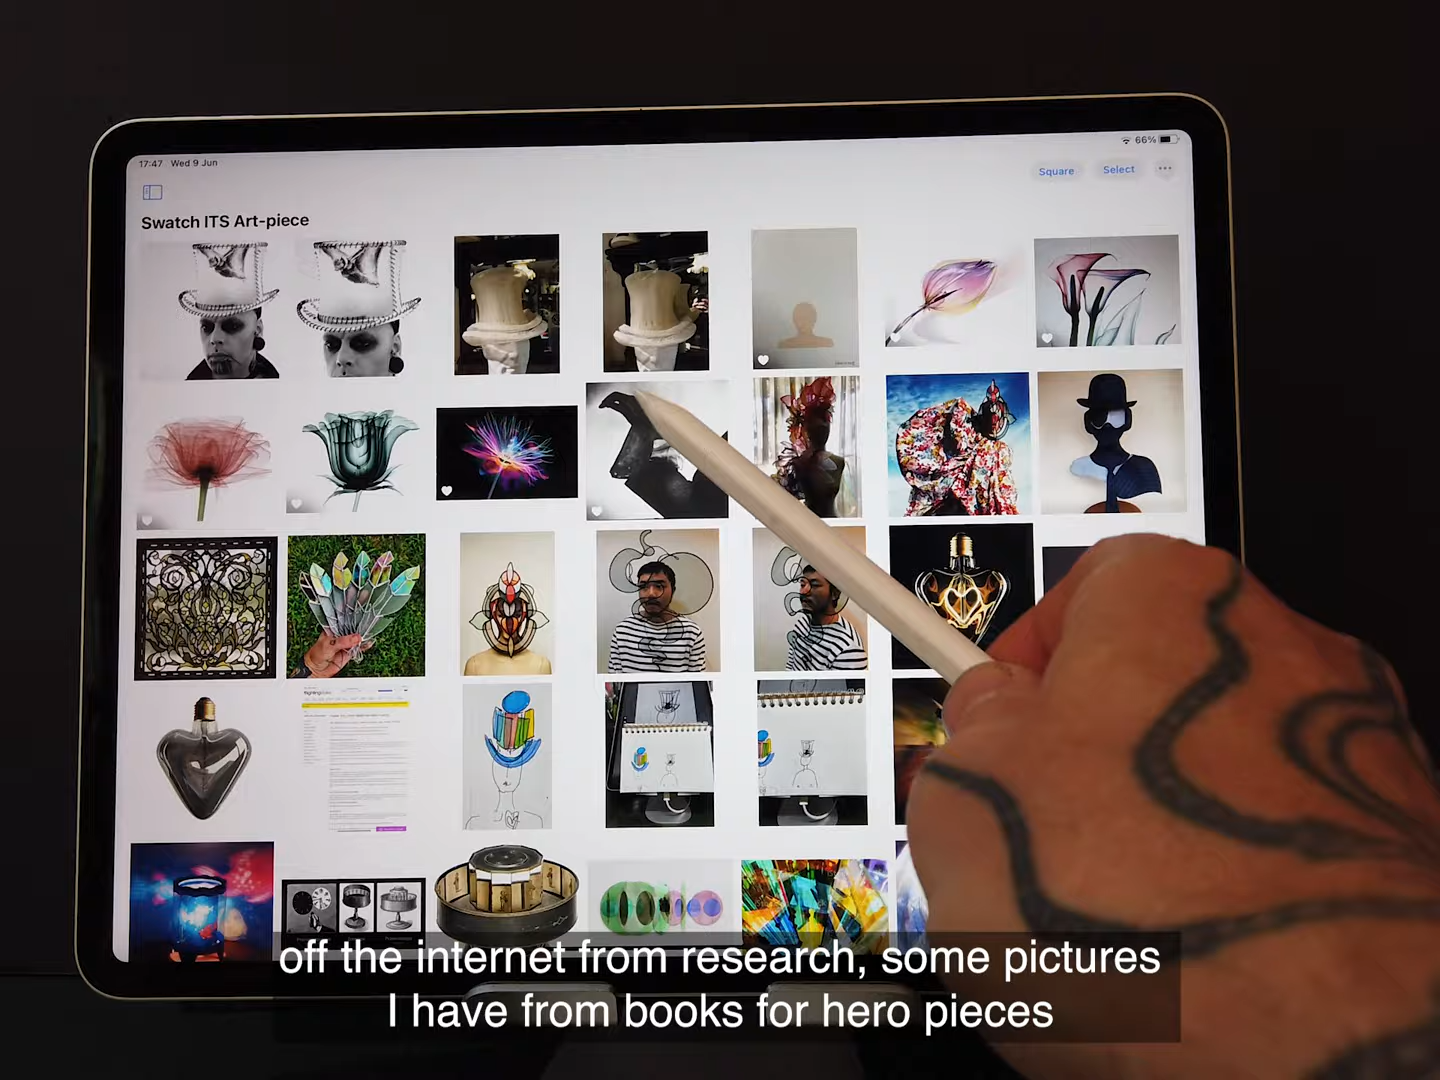 17:47 Wed 9 Jun
66%
Square
Select
Swatch ITS Art-piece
off the internet from research, some pictures
I have from books for hero pieces